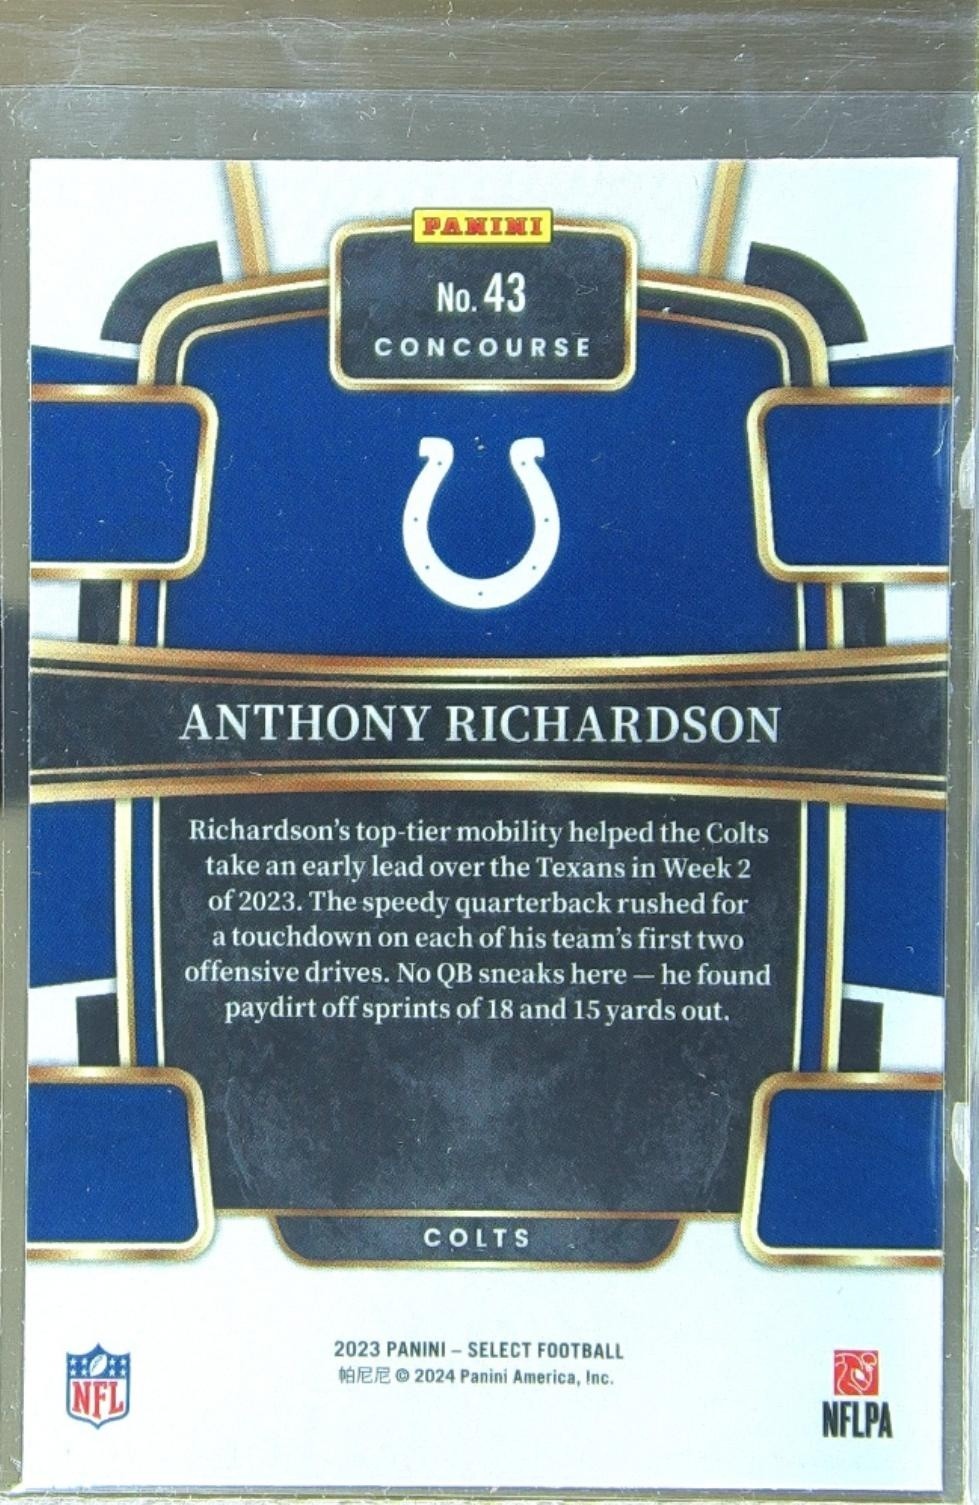 PANINI
No. 43
CONCOURSE
ANTHONY RICHARDSON
Richardson's top-tier mobility helped the Colts
take an early lead over the Texans in Week 2
of 2023. The speedy quarterback rushed for
a touchdown on each of his team's first two
offensive drives. No QB sneaks here — he found
paydirt off sprints of 18 and 15 yards out.
COLTS
2023 PANINI – SELECT FOOTBALL
帕尼尼 © 2024 Panini America, Inc.
NFL
NFLPA